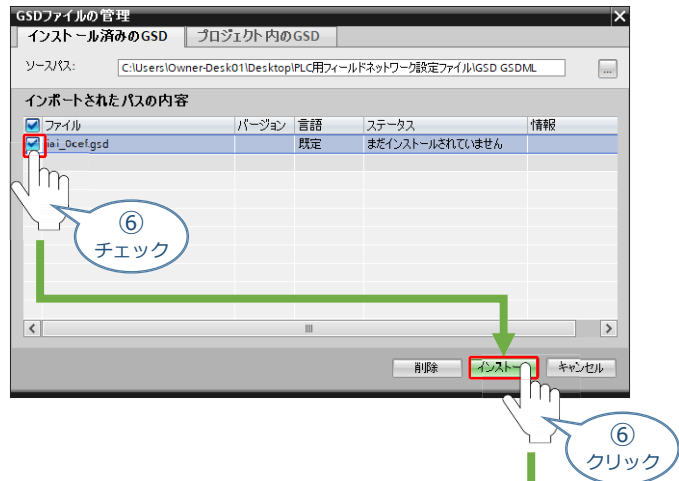 GSDファイルの管理
インストール済みのGSD プロジェクト内のGSD
ソースパス: C:\Users\Owner-Desk01\Desktop\PLC用フィールドネットワーク設定ファイル\GSD GSDML ...
インポートされたパスの内容
ファイル バージョン 言語 ステータス 情報
iai_0cef.gsd 既定 まだインストールされていません
⑥
チェック
削除 インストー キャンセル
⑥
クリック